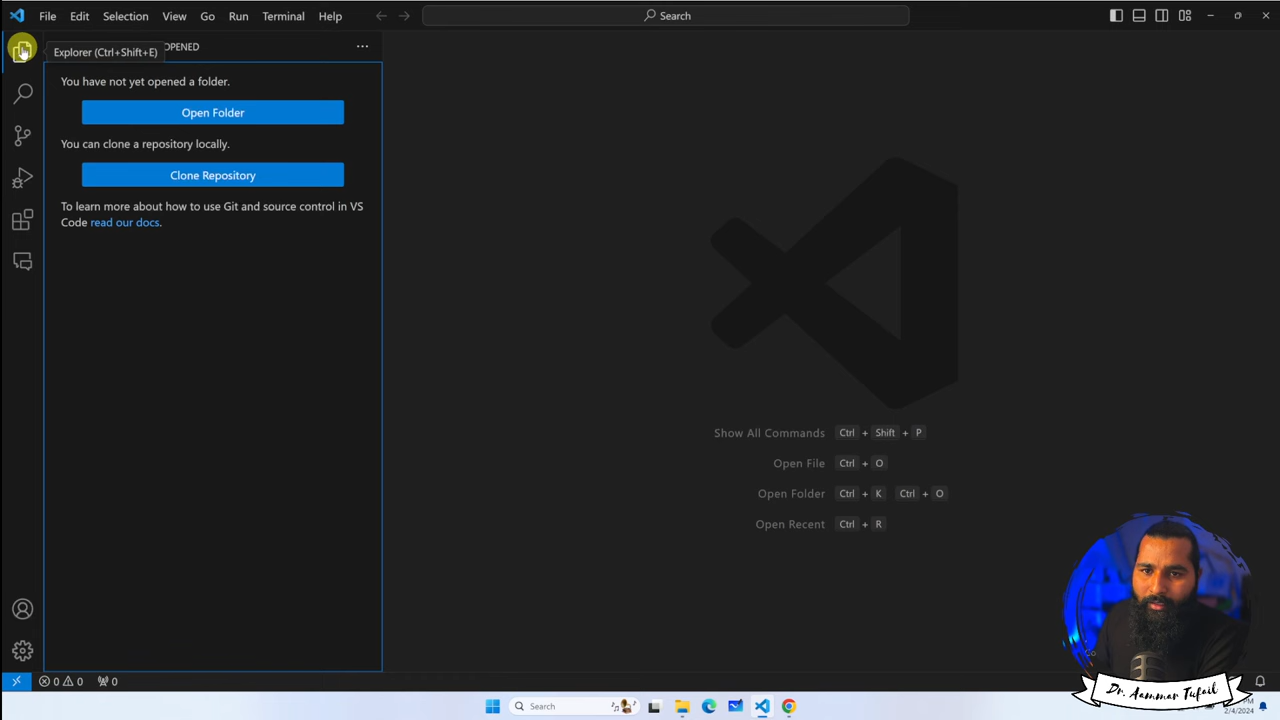 File Edit Selection View Go Run Terminal Help
Search
Explorer (Ctrl+Shift+E)
OPENED
You have not yet opened a folder.
Open Folder
You can clone a repository locally.
Clone Repository
To learn more about how to use Git and source control in VS
Code read our docs.
Show All Commands Ctrl + Shift + P
Open File Ctrl + O
Open Folder Ctrl + K Ctrl + O
Open Recent Ctrl + R
0 0 0
Search
2/4/2024
Dr. Aammar Tufail